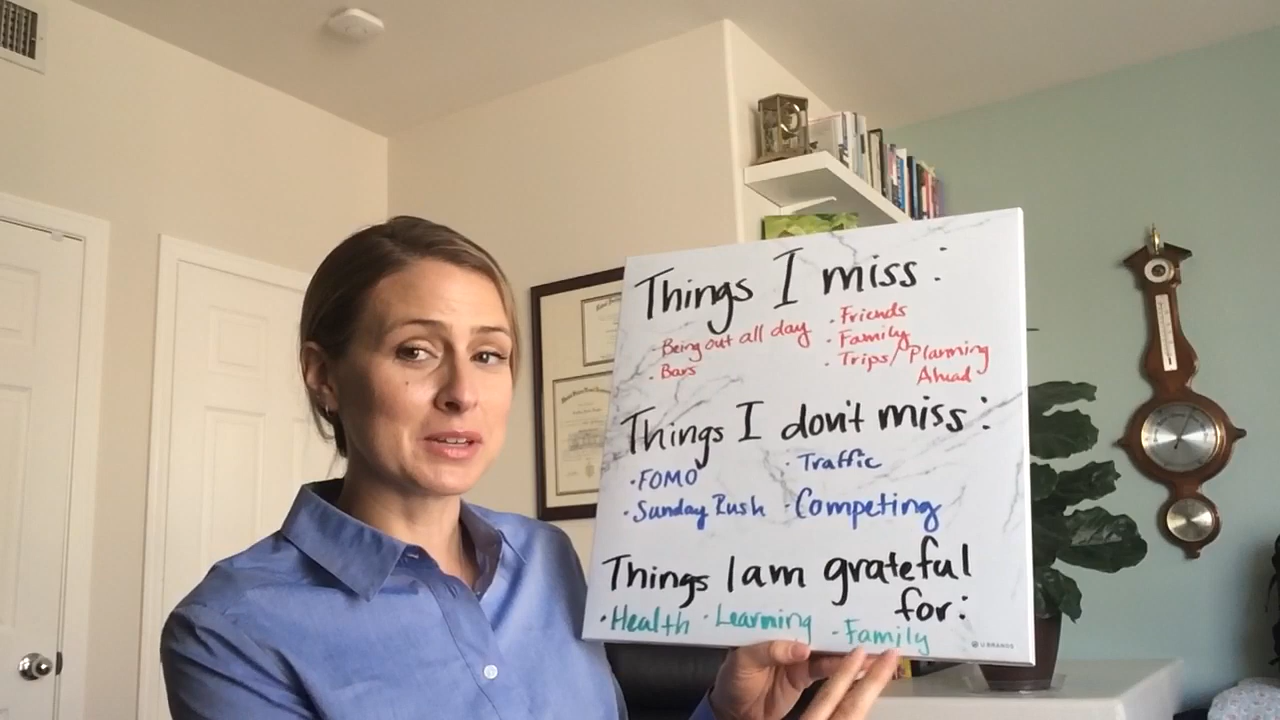 Things I miss:
· Being out all day
· Bars
· Friends
· Family
· Trips/Planning
Ahead
Things I don't miss:
· FOMO
· Sunday Rush
· Traffic
· Competing
Things I am grateful
for:
· Health · Learning · Family
U BRANDS